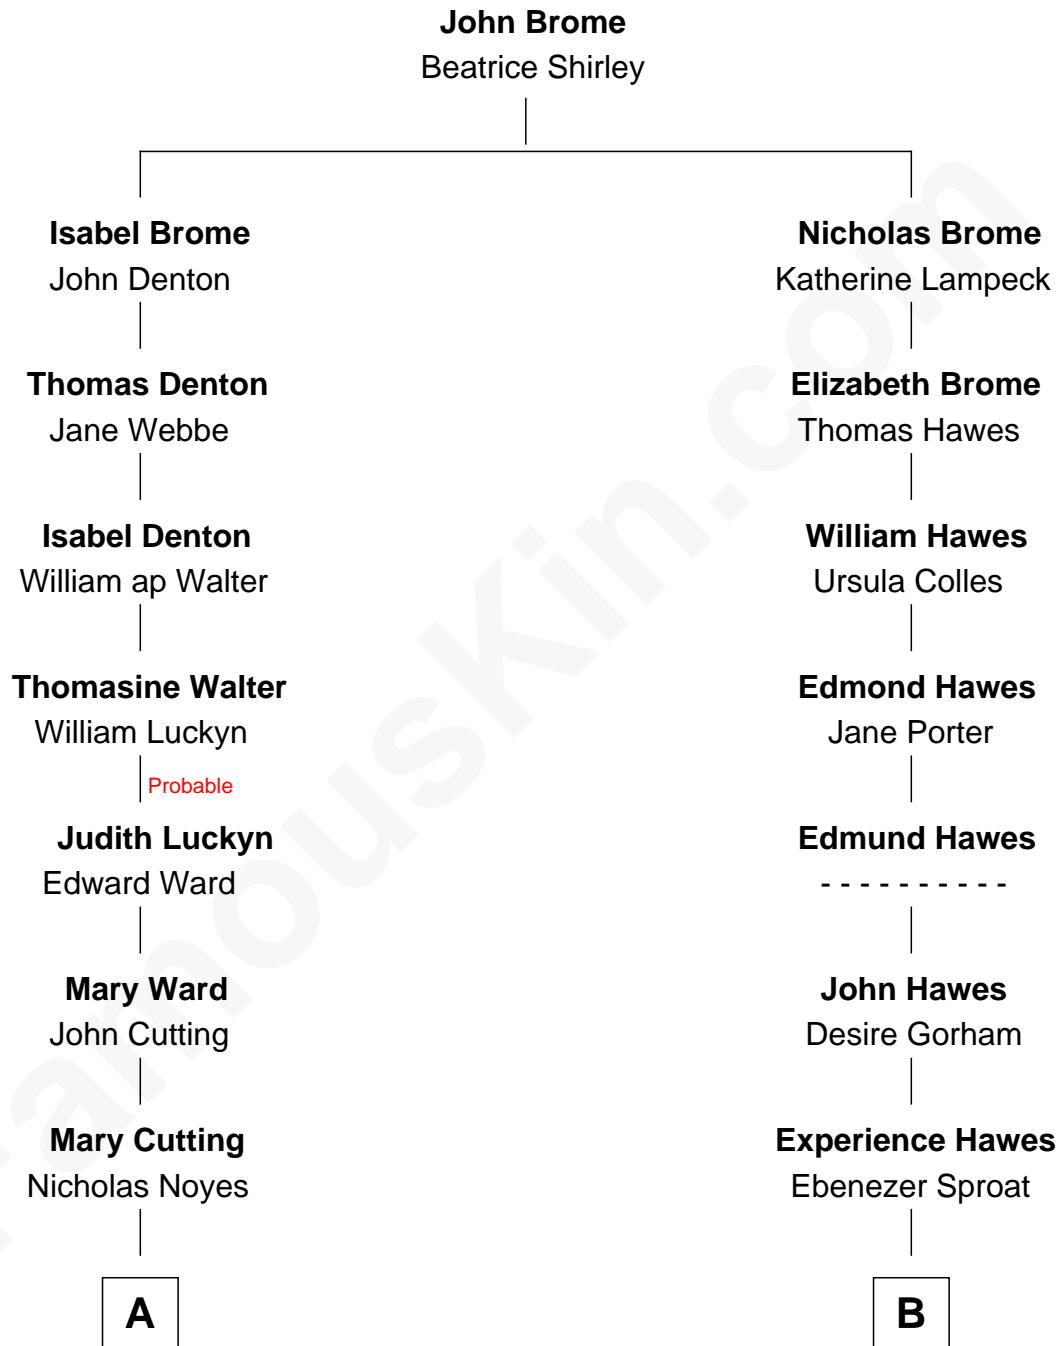 John Brome
Beatrice Shirley
Isabel Brome
John Denton
Nicholas Brome
Katherine Lampeck
Thomas Denton
Jane Webbe
Elizabeth Brome
Thomas Hawes
Isabel Denton
William ap Walter
William Hawes
Ursula Colles
Thomasine Walter
William Luckyn
Edmond Hawes
Jane Porter
Probable
Judith Luckyn
Edward Ward
Edmund Hawes
- - - - - - - - - -
Mary Ward
John Cutting
John Hawes
Desire Gorham
Mary Cutting
Nicholas Noyes
Experience Hawes
Ebenezer Sproat
A
B
FamousKin.com